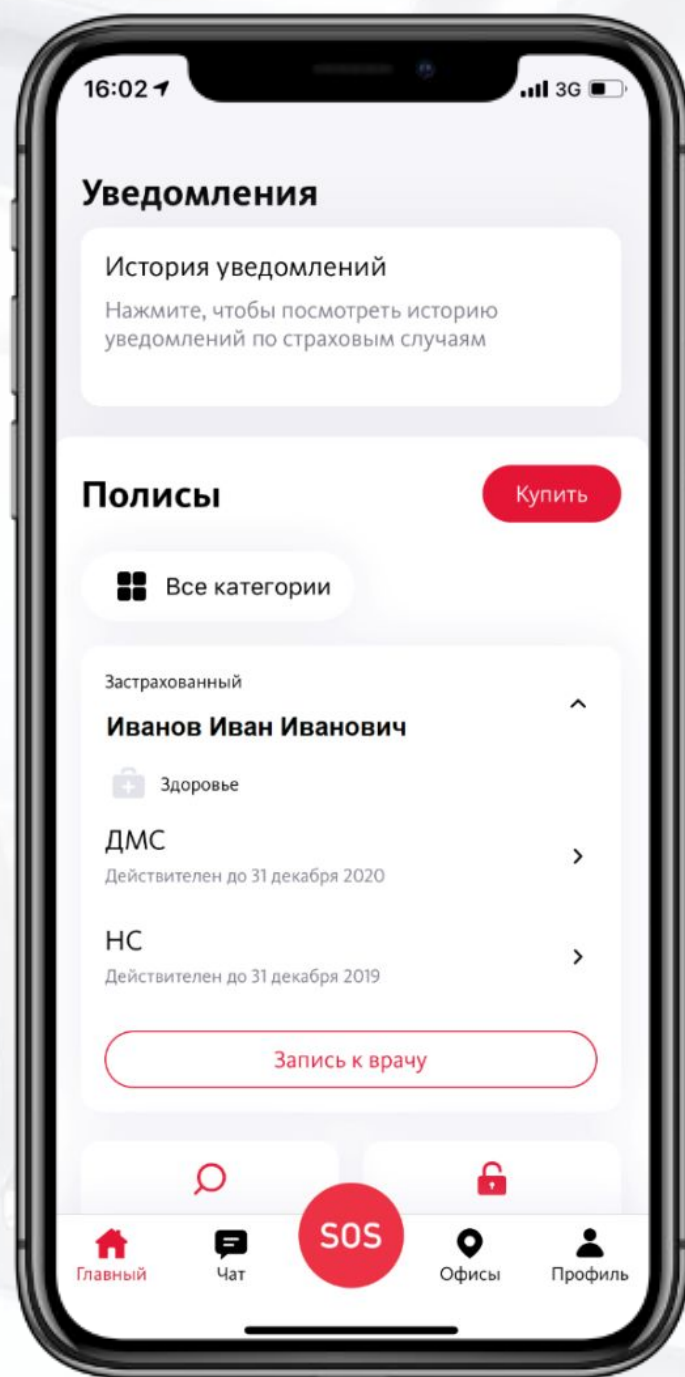 16:02 3G
Уведомления
История уведомлений
Нажмите, чтобы посмотреть историю
уведомлений по страховым случаям
Полисы Купить
Все категории
Застрахованный
Иванов Иван Иванович
Здоровье
ДМС
Действителен до 31 декабря 2020
НС
Действителен до 31 декабря 2019
Запись к врачу
SOS
Главный Чат Офисы Профиль